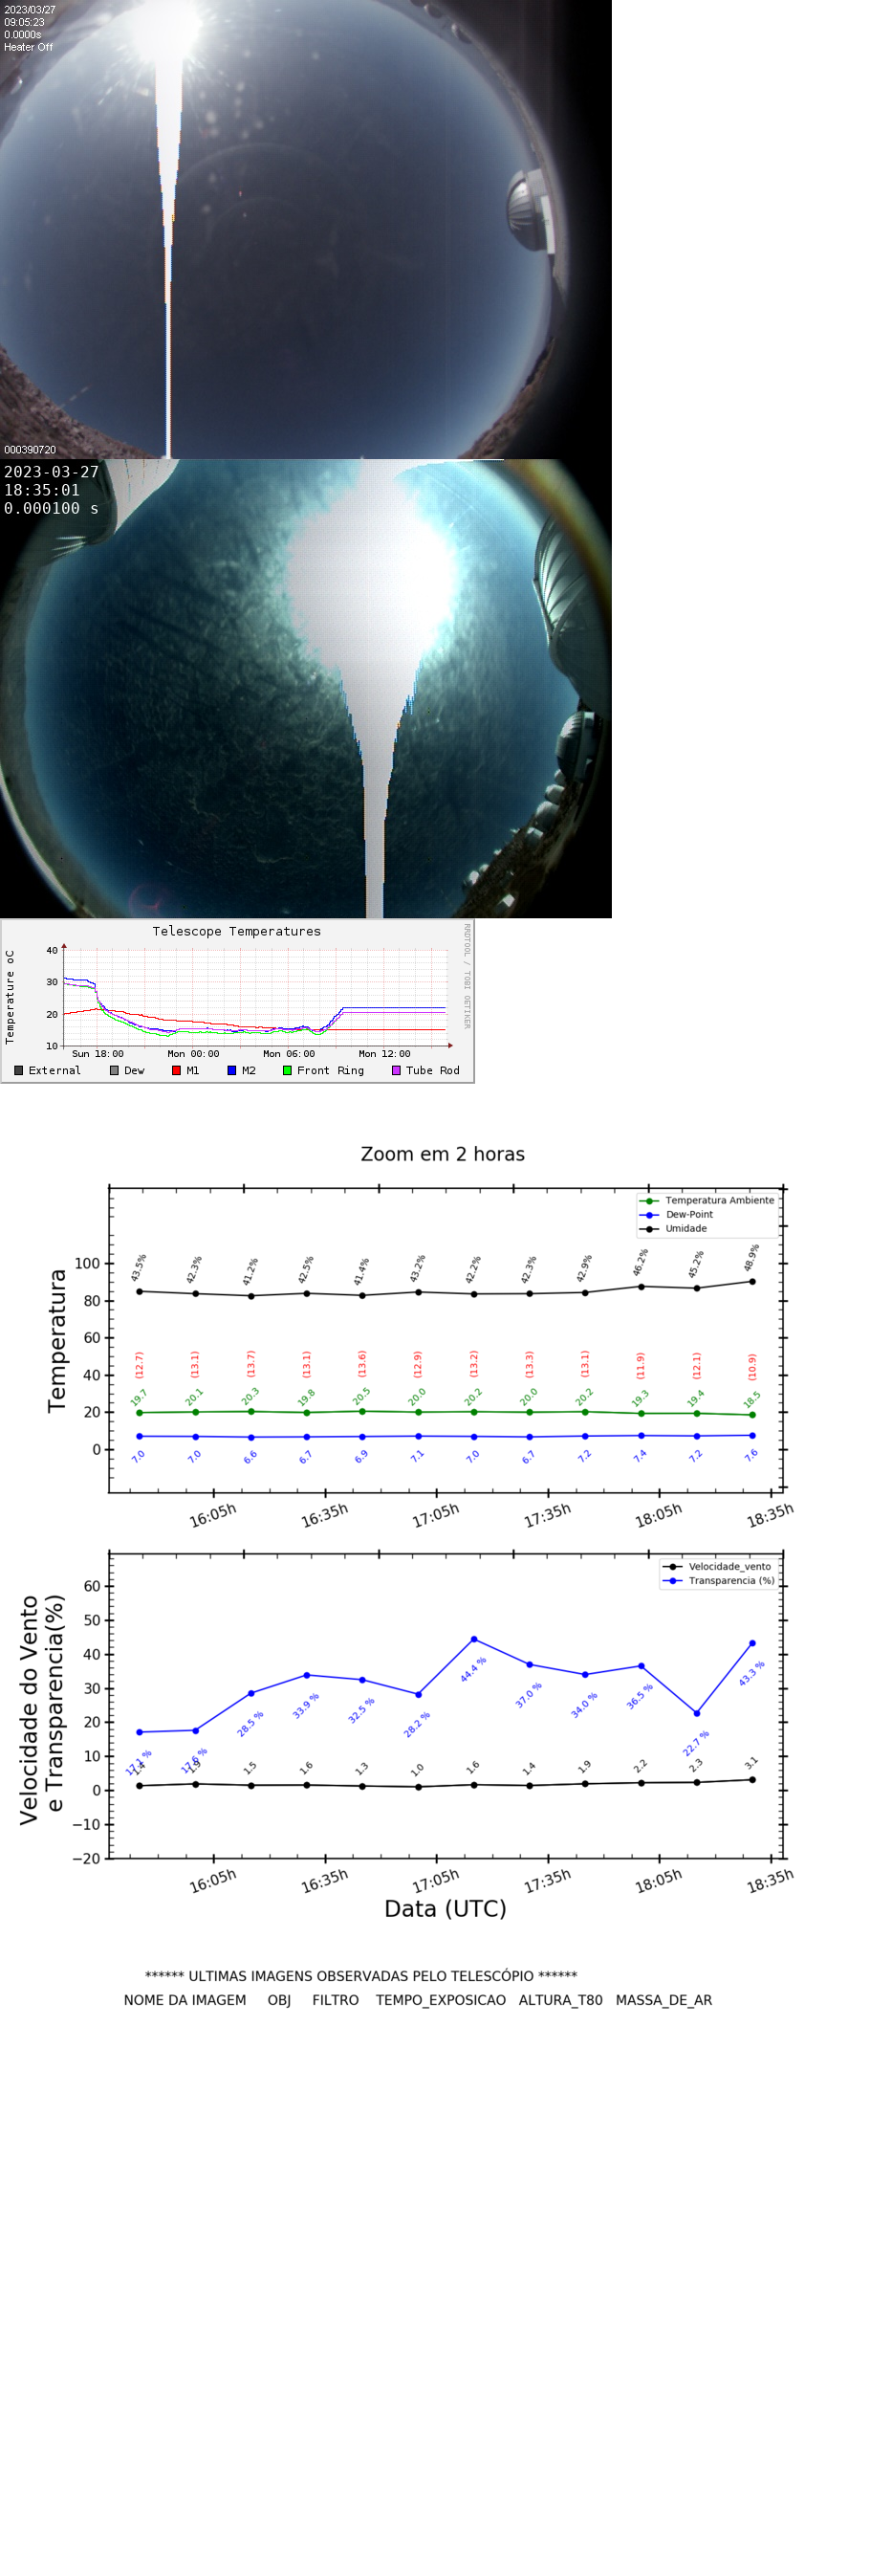 2023/03/27
09:05:23
0.0000s
Heater Off
000390720
2023-03-27
18:35:01
0.000100 s
Telescope Temperatures
RRDTOOL / TOBI OETIKER
Temperature oC
40
30
20
10
Sun 18:00 Mon 00:00 Mon 06:00 Mon 12:00
External Dew M1 M2 Front Ring Tube Rod
Zoom em 2 horas
Temperatura Ambiente
Dew-Point
Umidade
Temperatura
100
80
60
40
20
0
43.5% 42.3% 41.2% 42.5% 41.4% 43.2% 42.2% 42.3% 42.9% 46.2% 45.2% 48.9%
(12.7) (13.1) (13.7) (13.1) (13.6) (12.9) (13.2) (13.3) (13.1) (11.9) (12.1) (10.9)
19.7 20.1 20.3 19.8 20.5 20.0 20.2 20.0 20.2 19.3 19.4 18.5
7.0 7.0 6.6 6.7 6.9 7.1 7.0 6.7 7.2 7.4 7.2 7.6
16:05h 16:35h 17:05h 17:35h 18:05h 18:35h
Velocidade_vento
Transparencia (%)
Velocidade do Vento
e Transparencia(%)
60
50
40
30
20
10
0
−10
−20
17.1 % 17.6 % 28.5 % 33.9 % 32.5 % 28.2 % 44.4 % 37.0 % 34.0 % 36.5 % 22.7 % 43.3 %
1.4 1.9 1.5 1.6 1.3 1.0 1.6 1.4 1.9 2.2 2.3 3.1
16:05h 16:35h 17:05h 17:35h 18:05h 18:35h
Data (UTC)
****** ULTIMAS IMAGENS OBSERVADAS PELO TELESCÓPIO ******
NOME DA IMAGEM OBJ FILTRO TEMPO_EXPOSICAO ALTURA_T80 MASSA_DE_AR